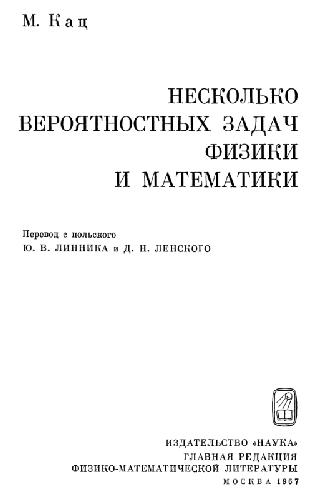 М. Кац
НЕСКОЛЬКО
ВЕРОЯТНОСТНЫХ ЗАДАЧ
ФИЗИКИ
И МАТЕМАТИКИ
Перевод с польского
Ю. В. ЛИННИКА и Д. Н. ЛЕНСКОГО
ИЗДАТЕЛЬСТВО «НАУКА»
ГЛАВНАЯ РЕДАКЦИЯ
ФИЗИКО-МАТЕМАТИЧЕСКОЙ ЛИТЕРАТУРЫ
МОСКВА 1967